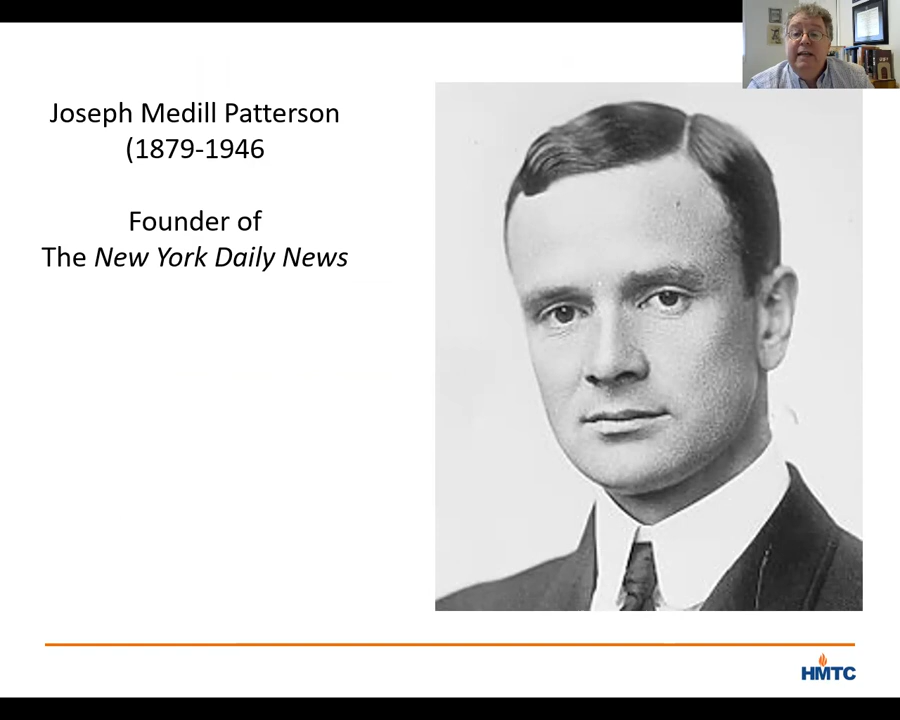 Joseph Medill Patterson
(1879-1946
Founder of
The New York Daily News
HMTC